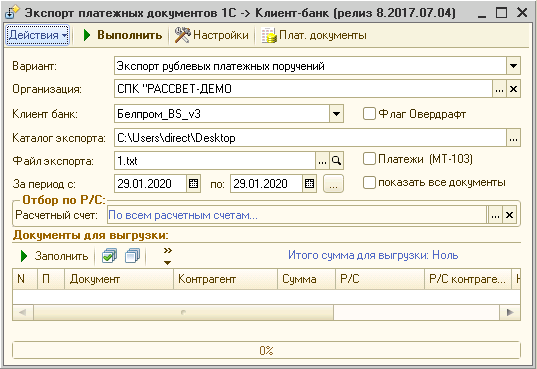 Экспорт платежных документов 1С -> Клиент-банк (релиз 8.2017.07.04)
Действия Выполнить Настройки Плат. документы
Вариант: Экспорт рублевых платежных поручений
Организация: СПК "РАССВЕТ-ДЕМО ...
Клиент банк: Белпром_BS_v3 Флаг Овердрафт
Каталог экспорта: C:\Users\direct\Desktop ...
Файл экспорта: 1.txt ... Платежи (МТ-103)
За период с: 29.01.2020 по: 29.01.2020 ... показать все документы
Отбор по Р/С:
Расчетный счет: По всем расчетным счетам... ...
Документы для выгрузки:
Заполнить Итого сумма для выгрузки: Ноль
N П Документ Контрагент Сумма Р/С Р/С контраге...
0%